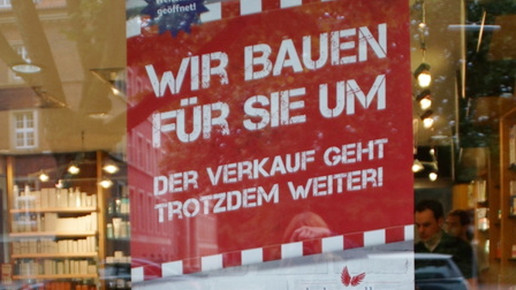 geöffnet!
WIR BAUEN
FÜR SIE UM
DER VERKAUF GEHT
TROTZDEM WEITER!